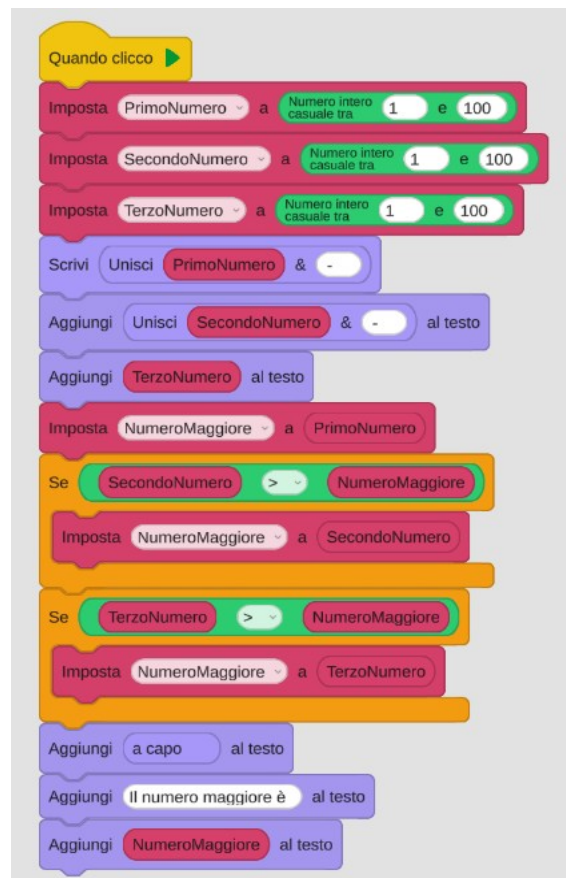 Quando clicco
Imposta PrimoNumero a Numero intero casuale tra 1 e 100
Imposta SecondoNumero a Numero intero casuale tra 1 e 100
Imposta TerzoNumero a Numero intero casuale tra 1 e 100
Scrivi Unisci PrimoNumero & -
Aggiungi Unisci SecondoNumero & - al testo
Aggiungi TerzoNumero al testo
Imposta NumeroMaggiore a PrimoNumero
Se SecondoNumero > NumeroMaggiore
Imposta NumeroMaggiore a SecondoNumero
Se TerzoNumero > NumeroMaggiore
Imposta NumeroMaggiore a TerzoNumero
Aggiungi a capo al testo
Aggiungi Il numero maggiore è al testo
Aggiungi NumeroMaggiore al testo